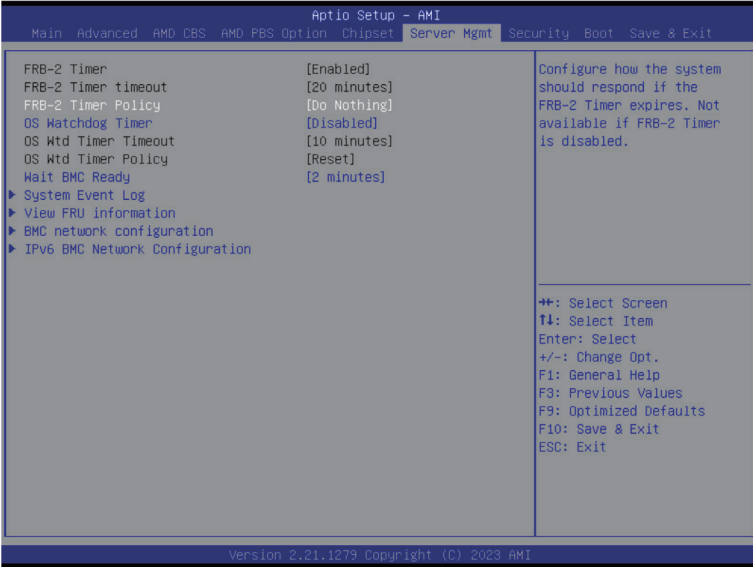 Aptio Setup – AMI
Main Advanced AMD CBS AMD PBS Option Chipset Server Mgmt Security Boot Save & Exit
FRB-2 Timer [Enabled]
FRB-2 Timer timeout [20 minutes]
FRB-2 Timer Policy [Do Nothing]
OS Watchdog Timer [Disabled]
OS Wtd Timer Timeout [10 minutes]
OS Wtd Timer Policy [Reset]
Wait BMC Ready [2 minutes]
System Event Log
View FRU information
BMC network configuration
IPv6 BMC Network Configuration
Configure how the system
should respond if the
FRB-2 Timer expires. Not
available if FRB-2 Timer
is disabled.
→←: Select Screen
↑↓: Select Item
Enter: Select
+/-: Change Opt.
F1: General Help
F3: Previous Values
F9: Optimized Defaults
F10: Save & Exit
ESC: Exit
Version 2.21.1279 Copyright (C) 2023 AMI